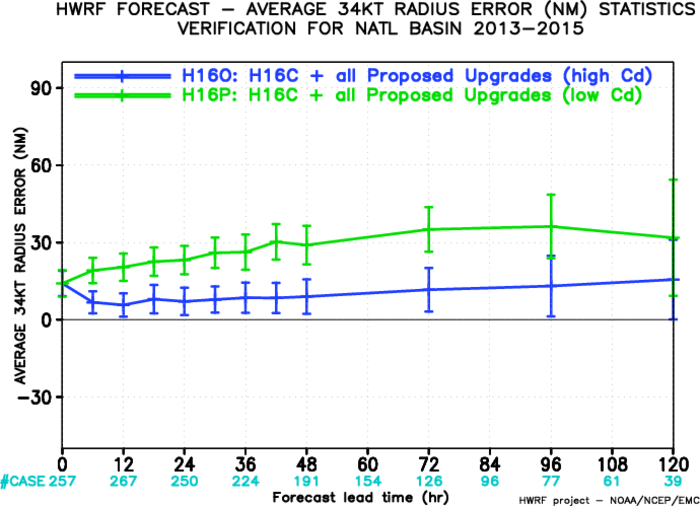 HWRF FORECAST – AVERAGE 34KT RADIUS ERROR (NM) STATISTICS
VERIFICATION FOR NATL BASIN 2013–2015
H16O: H16C + all Proposed Upgrades (high Cd)
H16P: H16C + all Proposed Upgrades (low Cd)
AVERAGE 34KT RADIUS ERROR (NM)
90
60
30
0
–30
0 12 24 36 48 60 72 84 96 108 120
#CASE 257 267 250 224 191 154 126 96 77 61 39
Forecast lead time (hr)
HWRF project – NOAA/NCEP/EMC